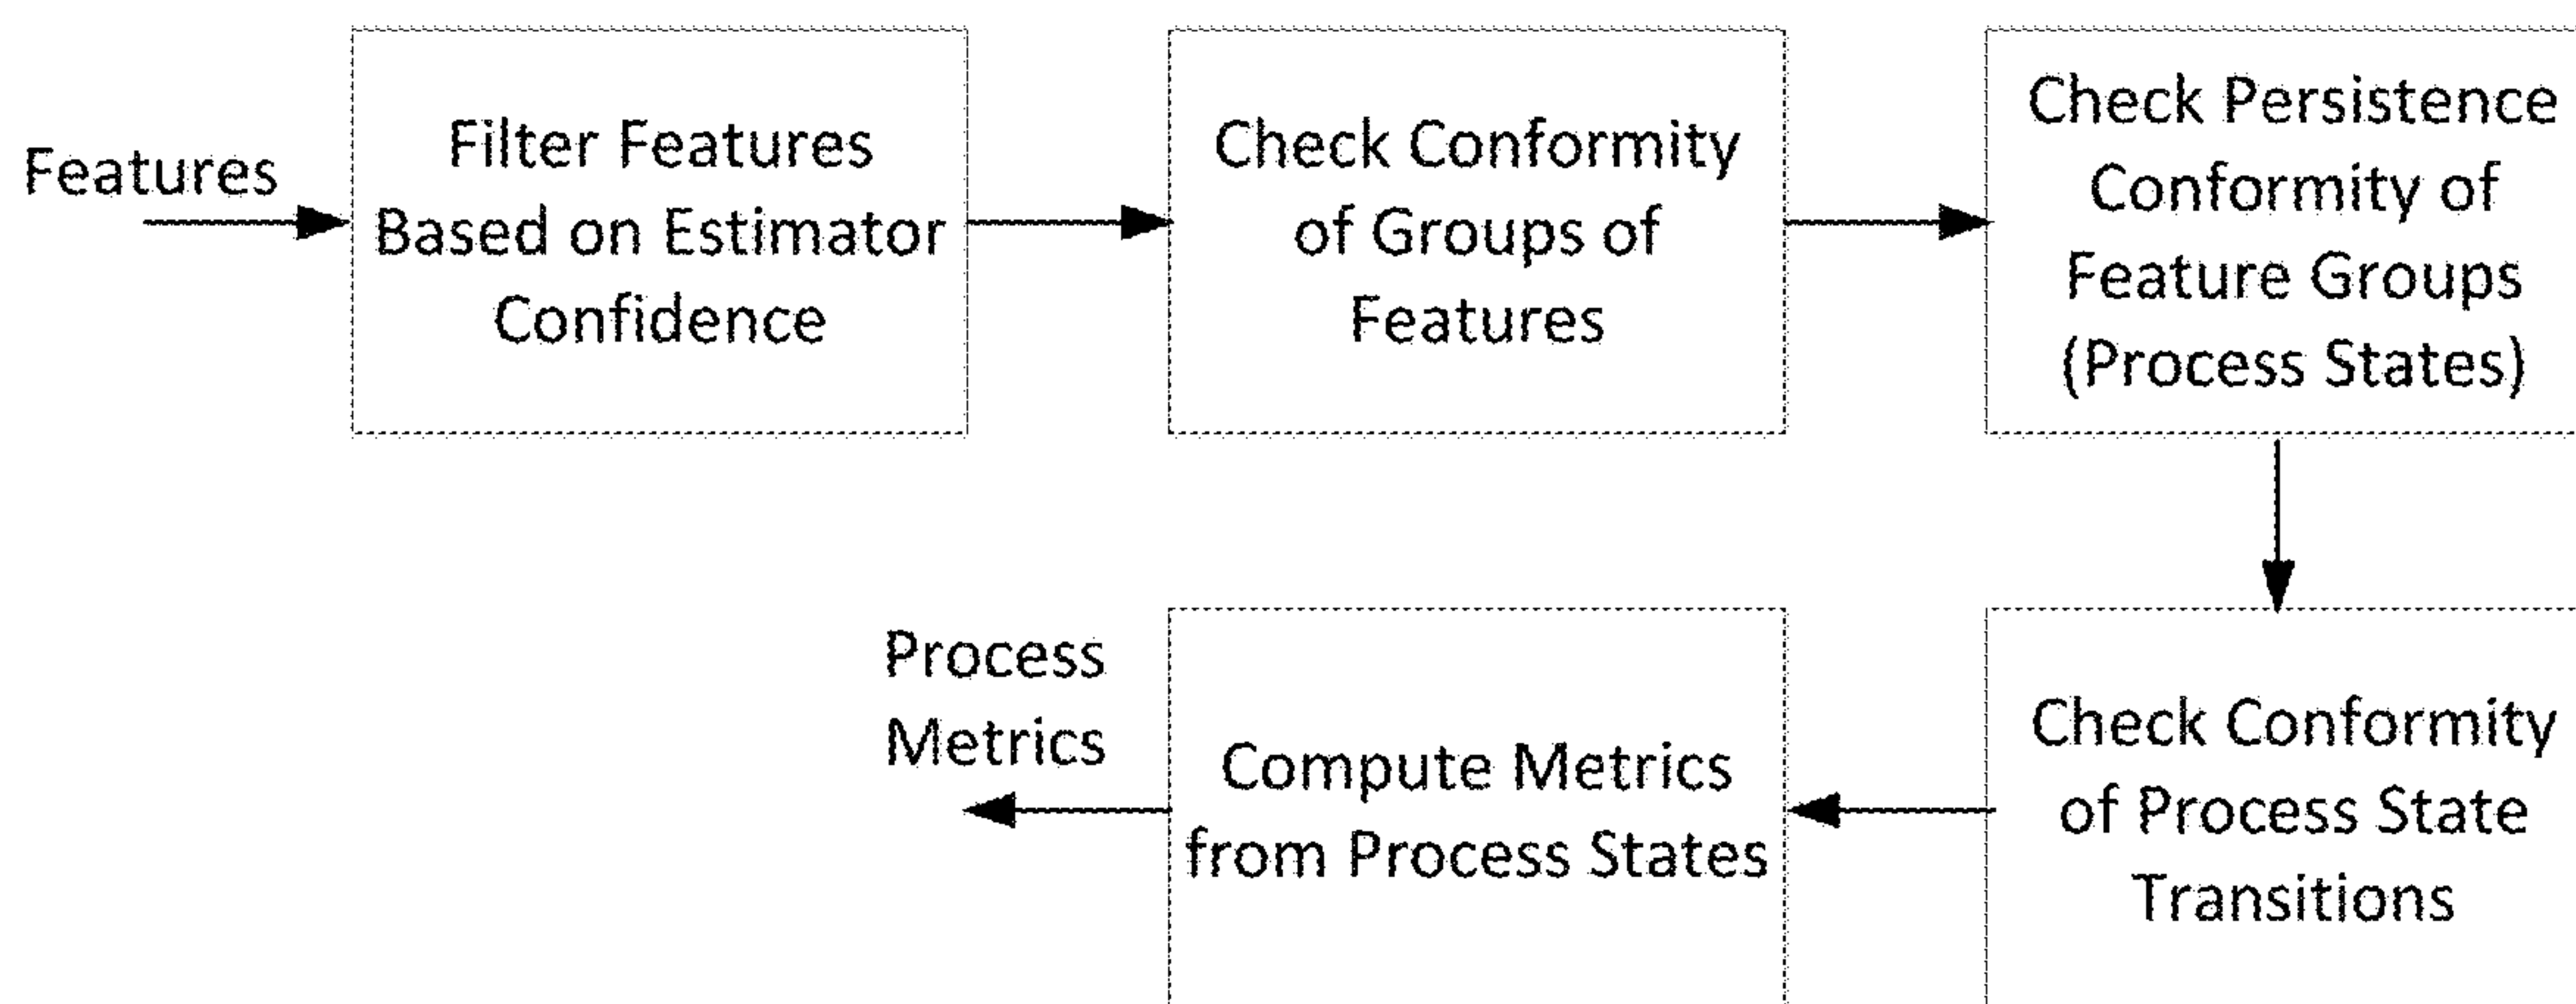 Features
Filter Features
Based on Estimator
Confidence
Check Conformity
of Groups of
Features
Check Persistence
Conformity of
Feature Groups
(Process States)
Check Conformity
of Process State
Transitions
Compute Metrics
from Process States
Process
Metrics